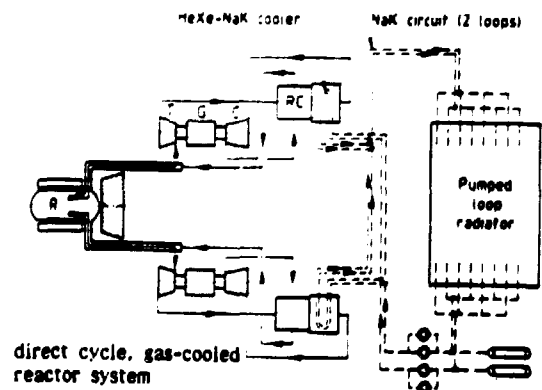 HeXe-NaK cooler
NaK circuit (2 loops)
RC
T G C
R
Pumped
loop
radiator
direct cycle, gas-cooled
reactor system